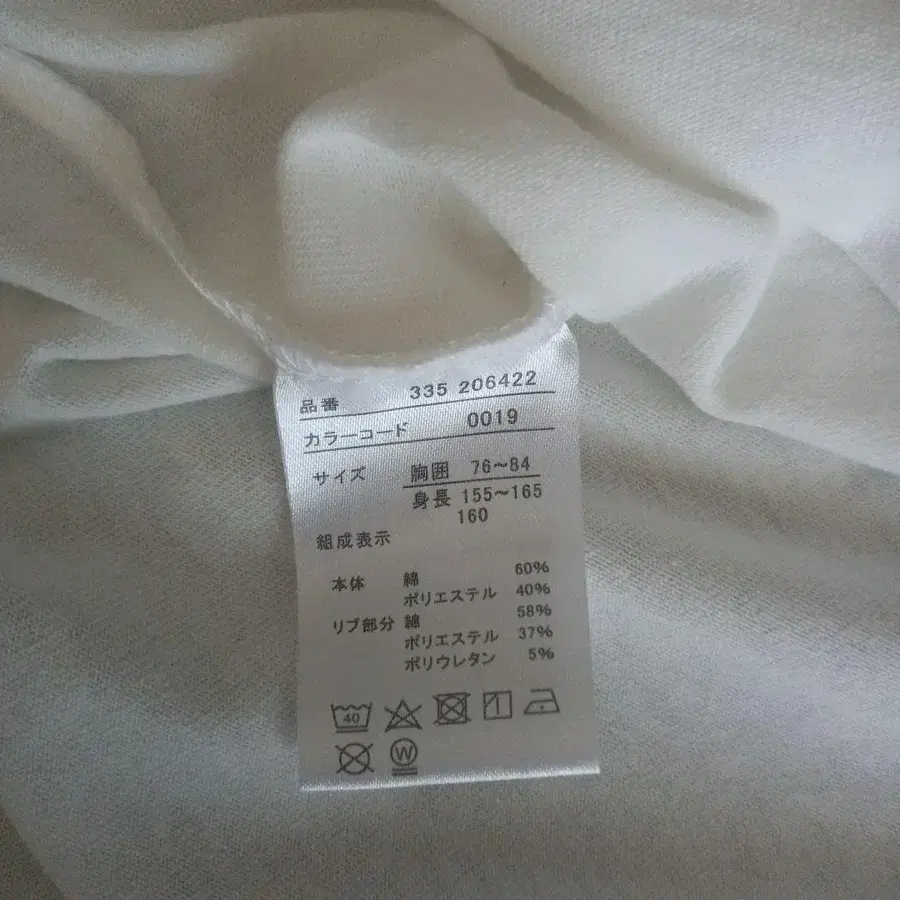 品番 335 206422
カラーコード 0019
サイズ 胸囲 76〜84
身長 155〜165
160
組成表示
本体 綿 60%
ポリエステル 40%
リブ部分 綿 58%
ポリエステル 37%
ポリウレタン 5%
40
W